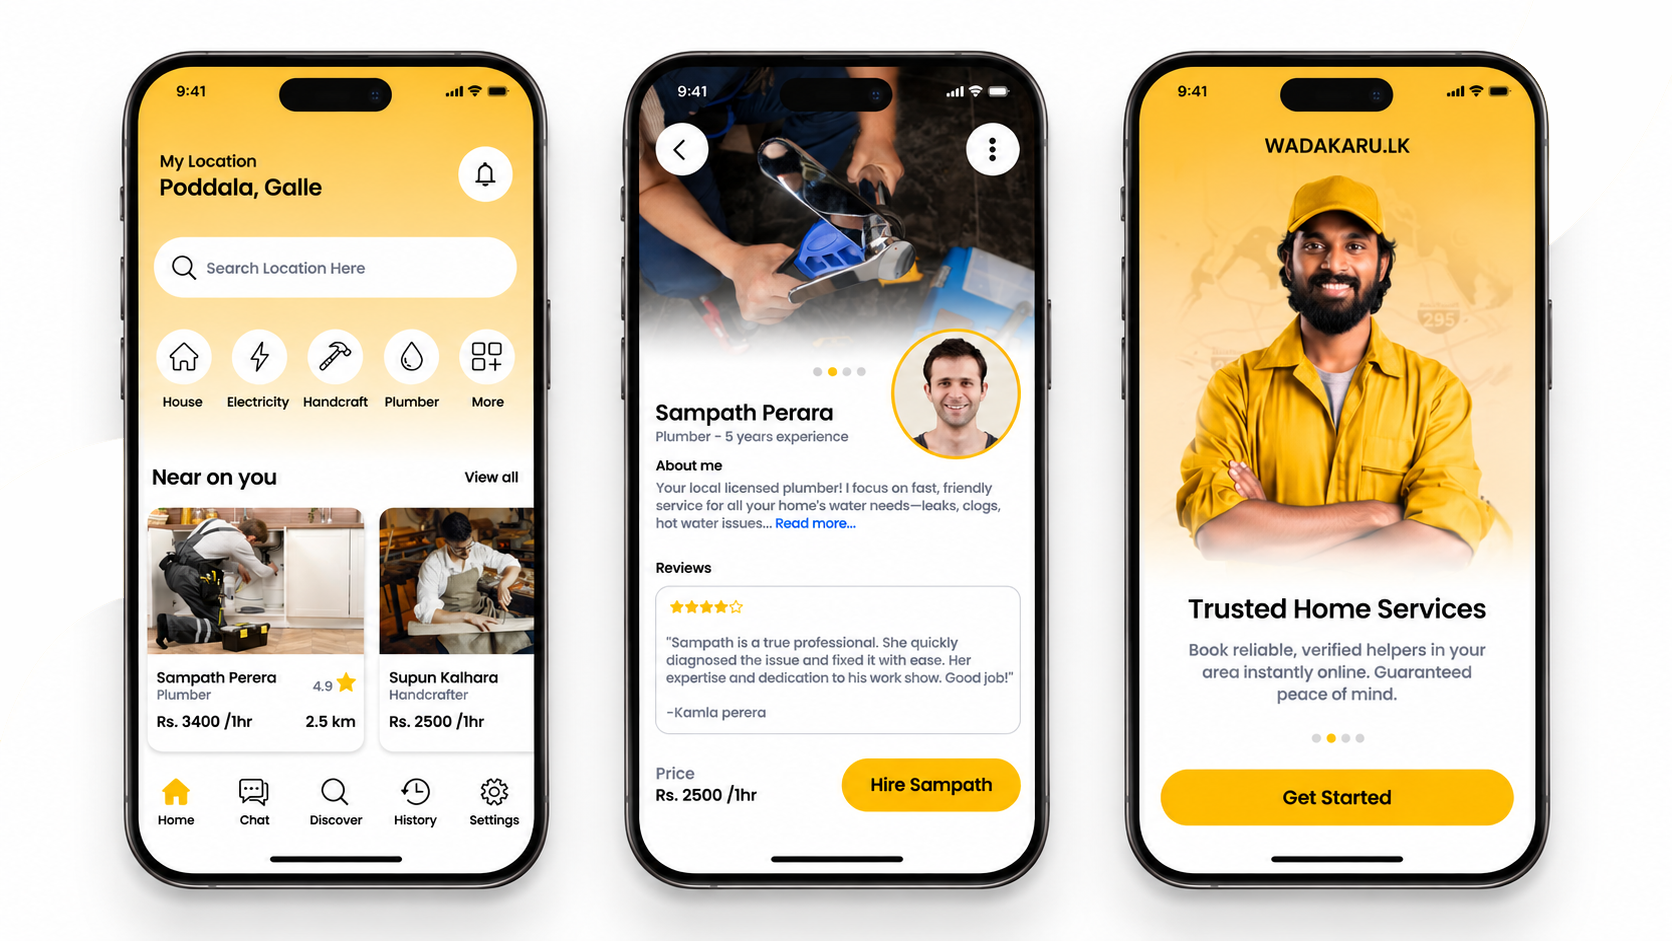 9:41
My Location
Poddala, Galle
Search Location Here
House
Electricity
Handcraft
Plumber
More
Near on you
View all
Sampath Perera
Plumber
4.9
Rs. 3400 /1hr
2.5 km
Supun Kalhara
Handcrafter
Rs. 2500 /1hr
Home
Chat
Discover
History
Settings
9:41
Sampath Perara
Plumber - 5 years experience
About me
Your local licensed plumber! I focus on fast, friendly
service for all your home's water needs—leaks, clogs,
hot water issues... Read more...
Reviews
"Sampath is a true professional. She quickly
diagnosed the issue and fixed it with ease. Her
expertise and dedication to his work show. Good job!"
-Kamla perera
Price
Rs. 2500 /1hr
Hire Sampath
9:41
WADAKARU.LK
295
Trusted Home Services
Book reliable, verified helpers in your
area instantly online. Guaranteed
peace of mind.
Get Started